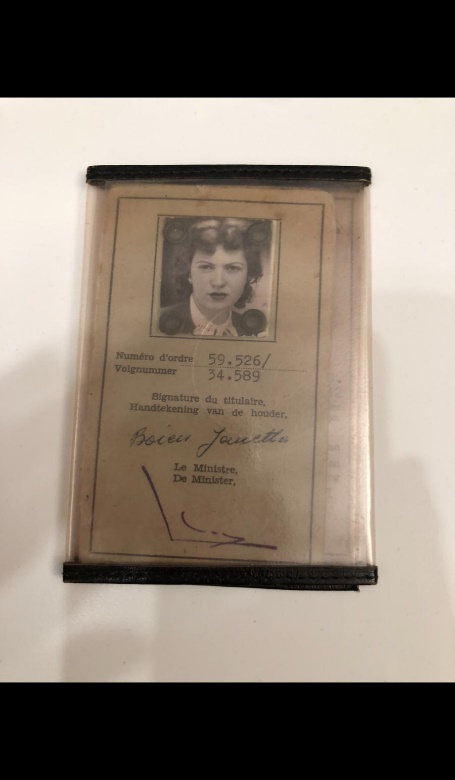 Numéro d'ordre 59.526/
Volgnummer 34.589
Signature du titulaire,
Handtekening van de houder,
Le Ministre,
De Minister,